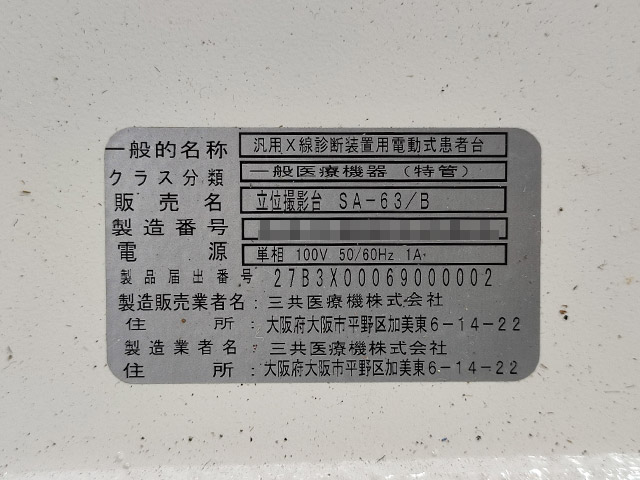 一般的名称 汎用X線診断装置用電動式患者台
クラス分類 一般医療機器（特管）
販売名 立位撮影台 SA-63/B
製造番号
電源 単相 100V 50/60Hz 1A
製品届出番号 27B3X00069000002
製造販売業者名：三共医療機株式会社
住所：大阪府大阪市平野区加美東6-14-22
製造業者名：三共医療機株式会社
住所：大阪府大阪市平野区加美東6-14-22